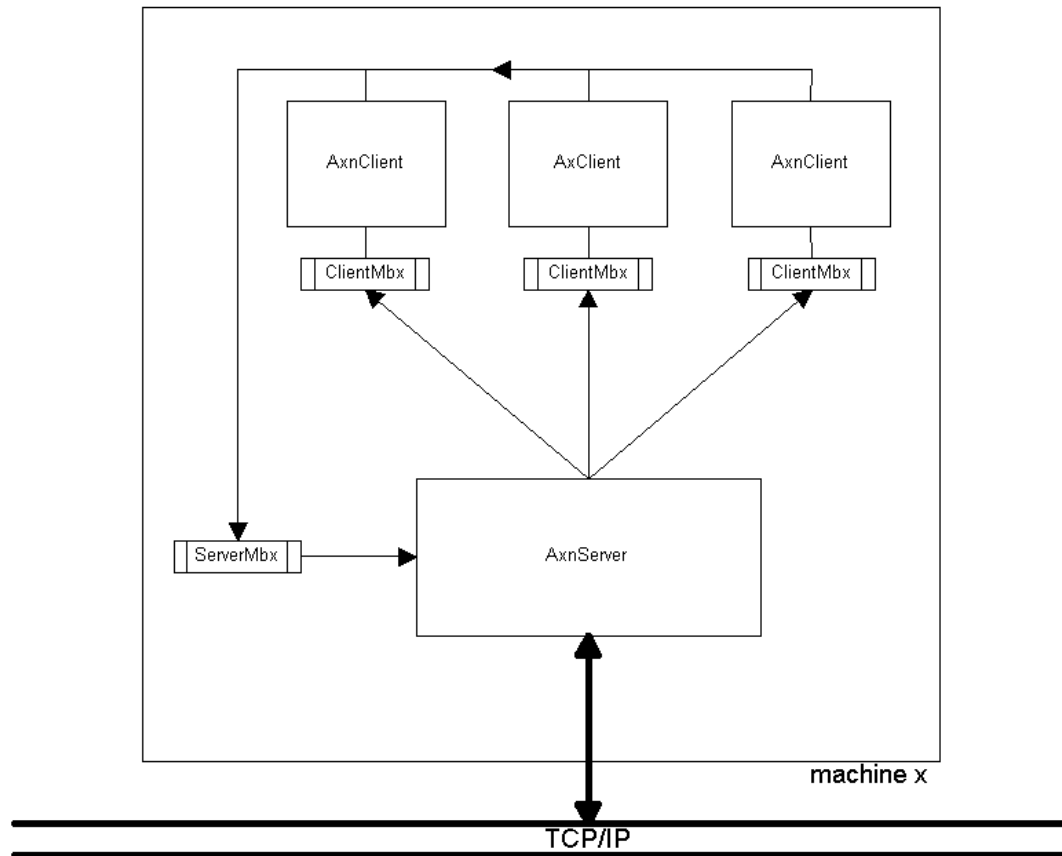 AxnClient
AxClient
AxnClient
ClientMbx
ClientMbx
ClientMbx
ServerMbx
AxnServer
machine x
TCP/IP